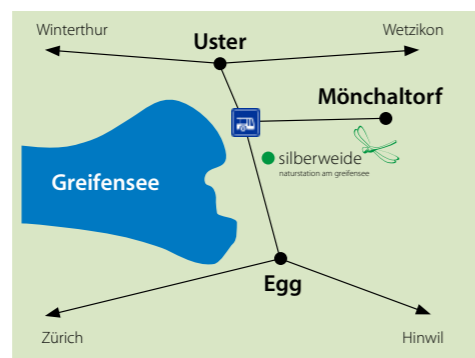 Winterthur
Wetzikon
Uster
Mönchaltorf
silberweide
naturstation am greifensee
Greifensee
Egg
Zürich
Hinwil